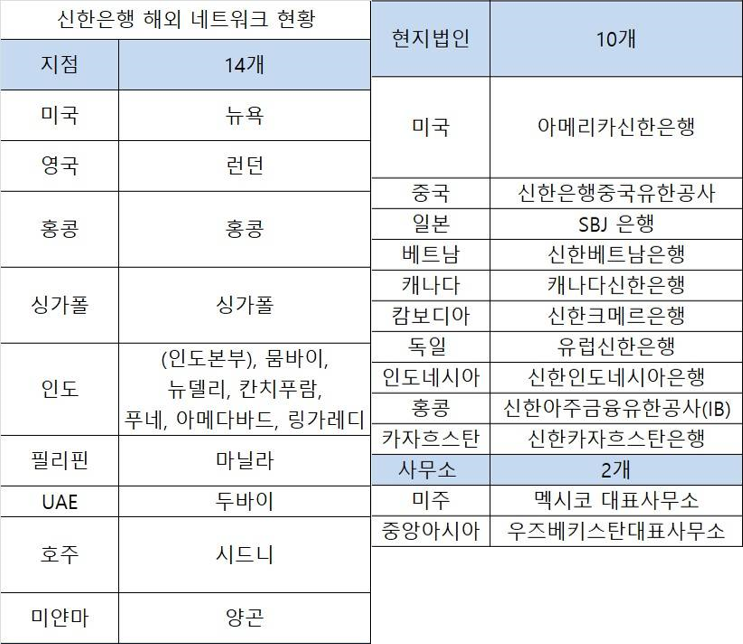 신한은행 해외 네트워크 현황
지점 14개
미국 뉴욕
영국 런던
홍콩 홍콩
싱가폴 싱가폴
인도 (인도본부), 뭄바이,
뉴델리, 칸치푸람,
푸네, 아메다바드, 링가레디
필리핀 마닐라
UAE 두바이
호주 시드니
미얀마 양곤
현지법인 10개
미국 아메리카신한은행
중국 신한은행중국유한공사
일본 SBJ 은행
베트남 신한베트남은행
캐나다 캐나다신한은행
캄보디아 신한크메르은행
독일 유럽신한은행
인도네시아 신한인도네시아은행
홍콩 신한아주금융유한공사(IB)
카자흐스탄 신한카자흐스탄은행
사무소 2개
미주 멕시코 대표사무소
중앙아시아 우즈베키스탄대표사무소